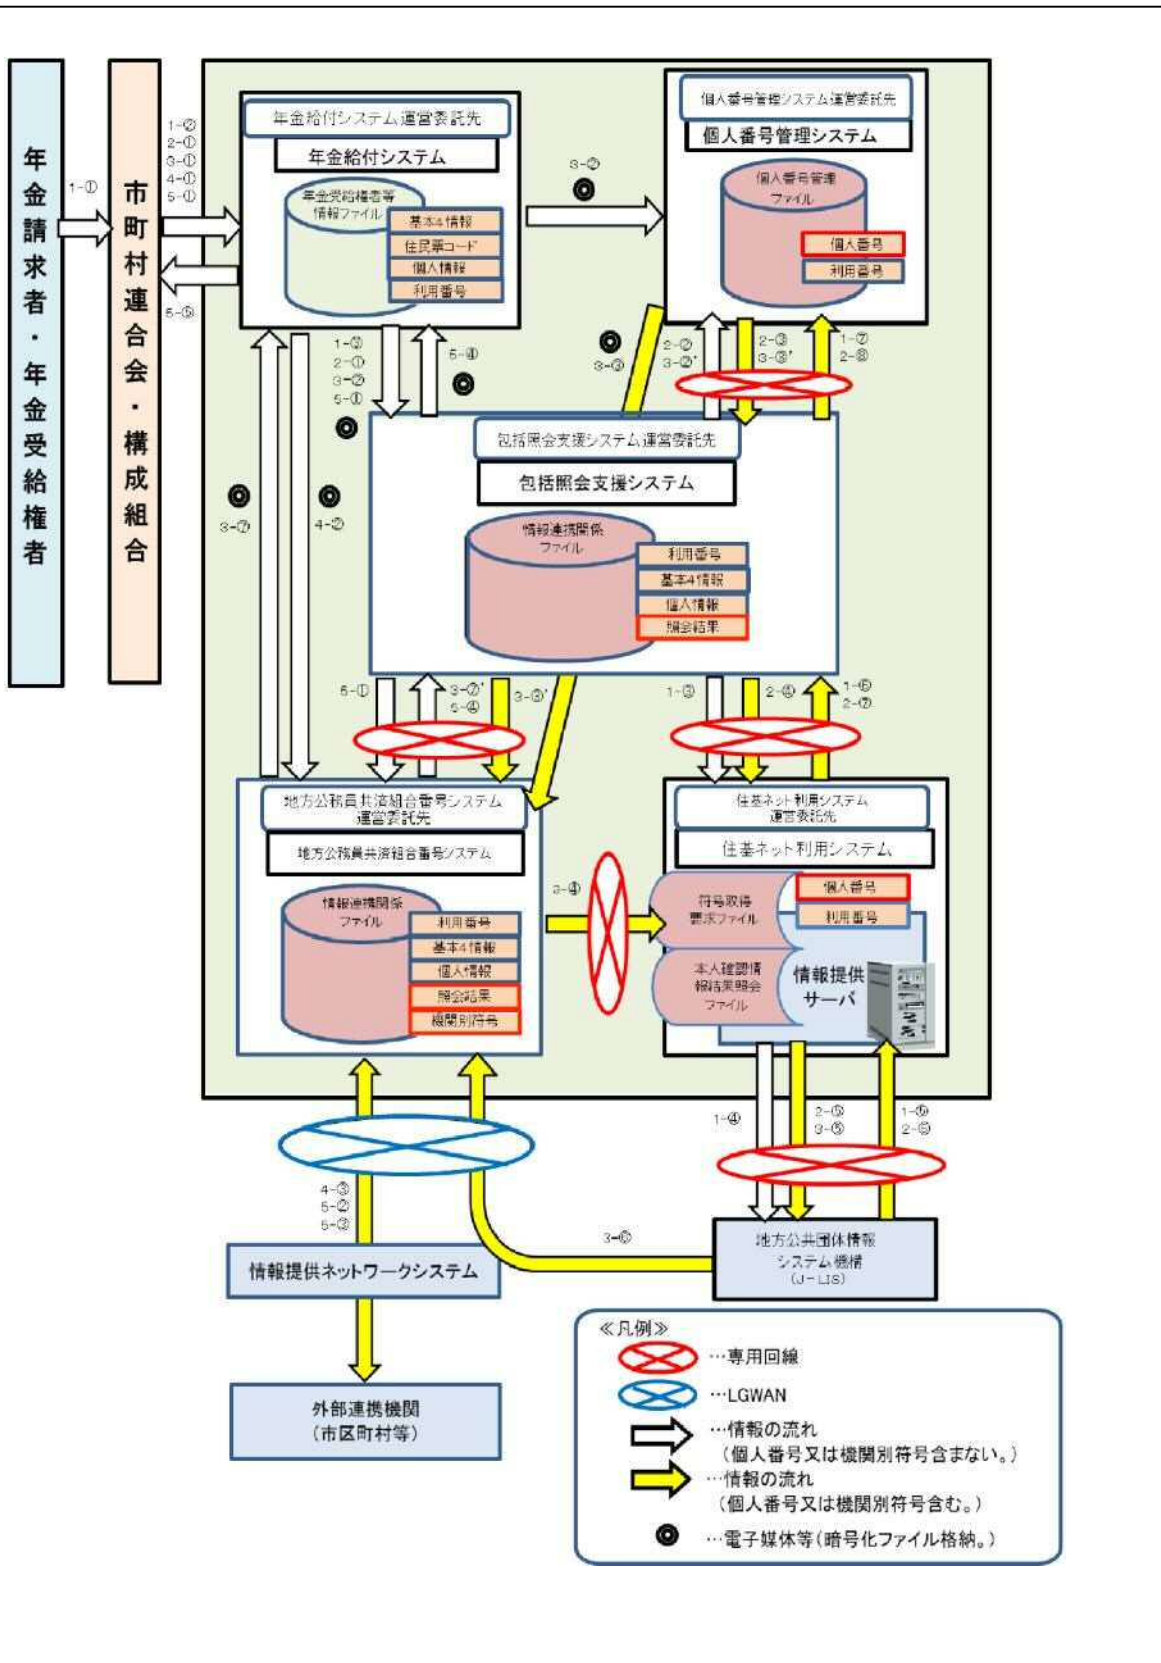 年金請求者・年金受給権者
1-①
市町村連合会・構成組合
1-②
2-①
3-①
4-①
5-①
5-⑤
年金給付システム運営委託先
年金給付システム
年金受給権者等
情報ファイル
基本4情報
住民票コード
個人情報
利用番号
3-②
個人番号管理システム運営委託先
個人番号管理システム
個人番号管理
ファイル
個人番号
利用番号
1-③
2-①
3-②
5-①
5-④
3-③
2-②
3-②'
2-③
3-③'
1-⑦
2-⑧
包括照会支援システム運営委託先
包括照会支援システム
情報連携関係
ファイル
利用番号
基本4情報
個人情報
照会結果
3-⑦
4-②
5-①
3-⑦'
5-④
3-③'
1-③
2-④
1-⑥
2-⑦
地方公務員共済組合番号システム
運営委託先
地方公務員共済組合番号システム
情報連携関係
ファイル
利用番号
基本4情報
個人情報
照会結果
機関別符号
3-④
住基ネット利用システム
運営委託先
住基ネット利用システム
符号取得
要求ファイル
個人番号
利用番号
本人確認情
報結果照会
ファイル
情報提供
サーバ
1-④
2-⑤
3-⑤
1-⑤
2-⑥
4-③
5-②
5-③
3-⑥
情報提供ネットワークシステム
地方公共団体情報
システム機構
(J-LIS)
外部連携機関
(市区町村等)
≪凡例≫
…専用回線
…LGWAN
…情報の流れ
(個人番号又は機関別符号含まない。)
…情報の流れ
(個人番号又は機関別符号含む。)
…電子媒体等(暗号化ファイル格納。)